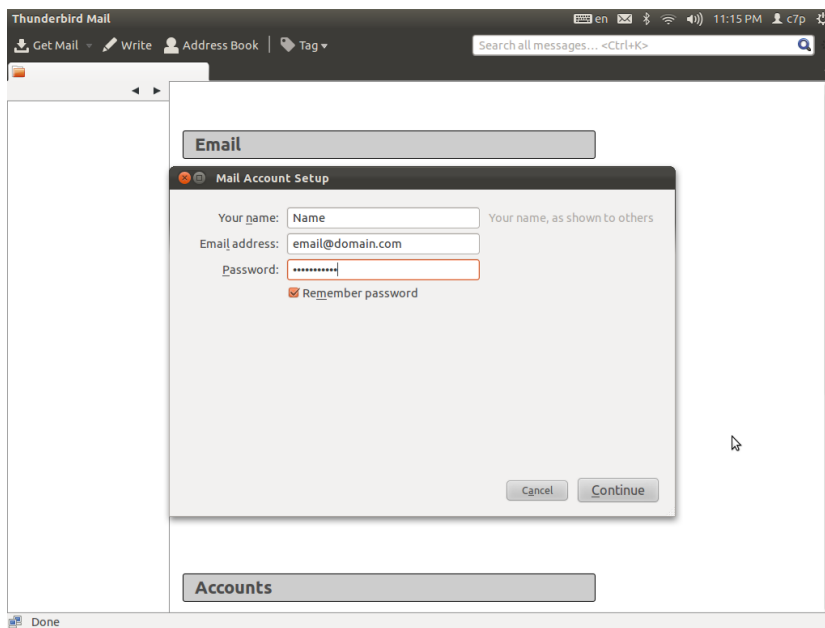 Thunderbird Mail en 11:15 PM c7p
Get Mail Write Address Book Tag Search all messages... <Ctrl+K>
Email
Mail Account Setup
Your name: Name Your name, as shown to others
Email address: email@domain.com
Password: •••••••••••
Remember password
Cancel Continue
Accounts
Done